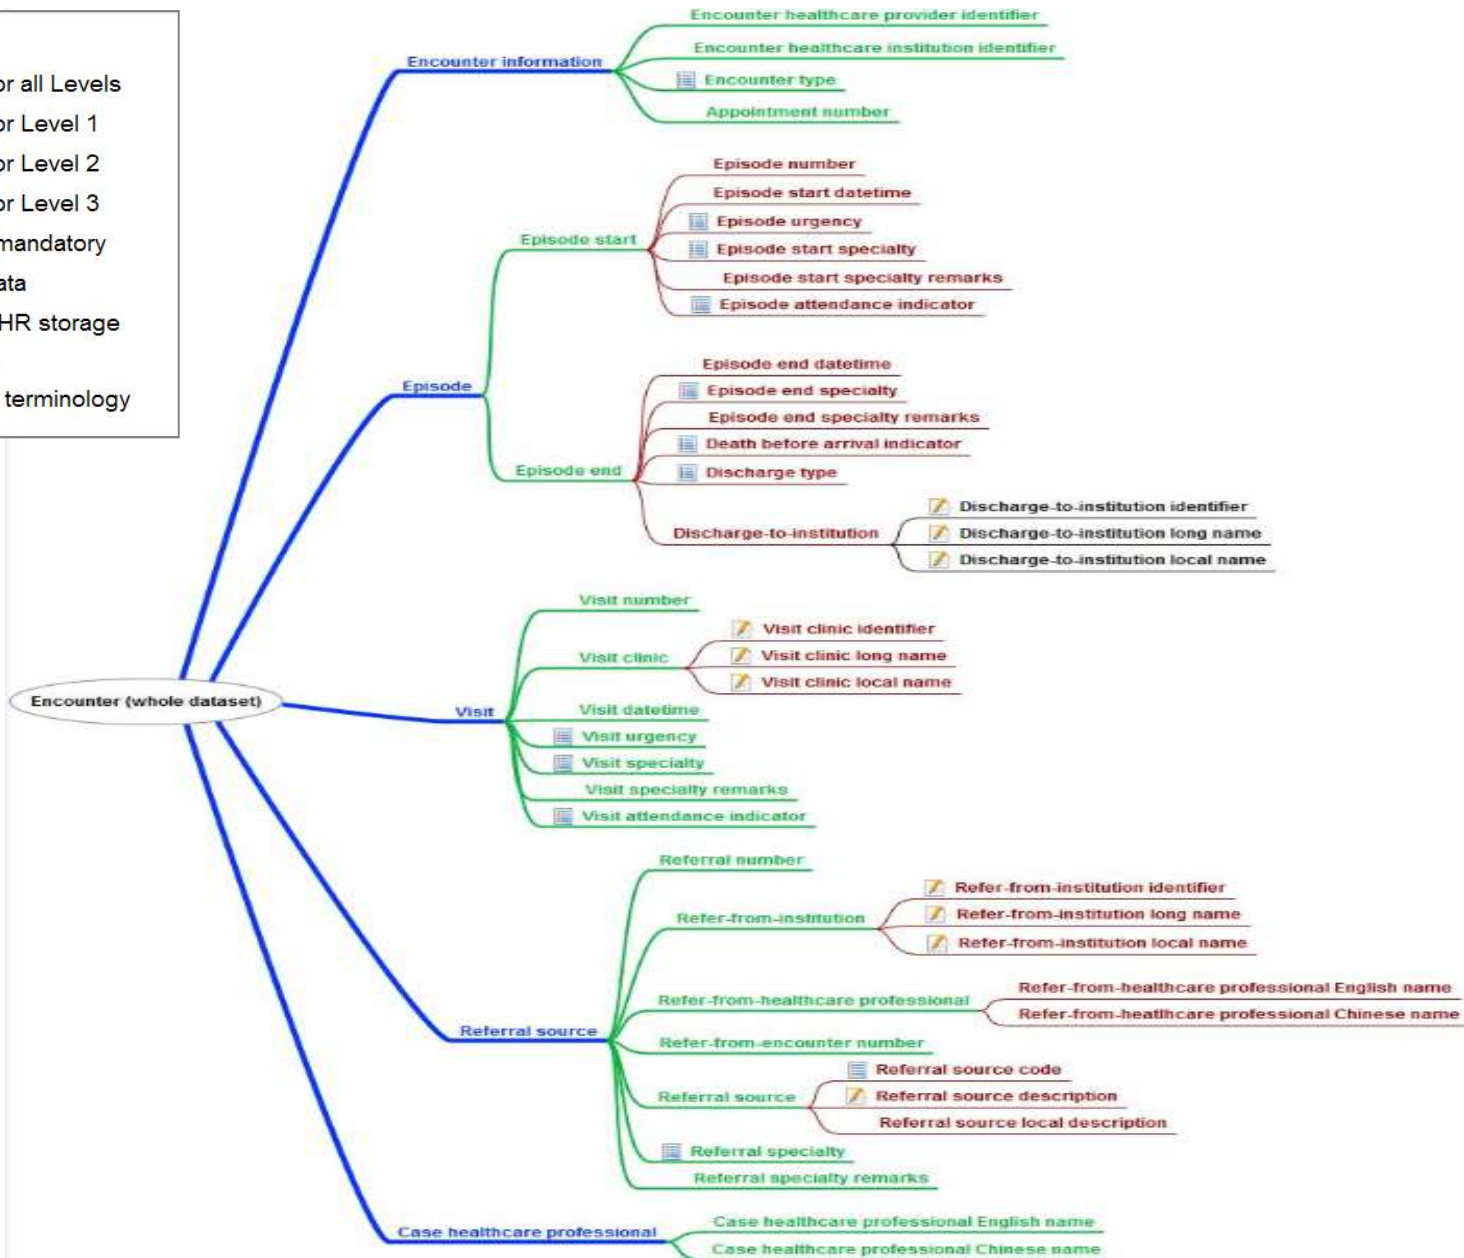 or all Levels
or Level 1
or Level 2
or Level 3
mandatory
ata
HR storage
terminology
Encounter (whole dataset)
Encounter information
Encounter healthcare provider identifier
Encounter healthcare institution identifier
Encounter type
Appointment number
Episode
Episode start
Episode number
Episode start datetime
Episode urgency
Episode start specialty
Episode start specialty remarks
Episode attendance indicator
Episode end
Episode end datetime
Episode end specialty
Episode end specialty remarks
Death before arrival indicator
Discharge type
Discharge-to-institution
Discharge-to-institution identifier
Discharge-to-institution long name
Discharge-to-institution local name
Visit
Visit number
Visit clinic
Visit clinic identifier
Visit clinic long name
Visit clinic local name
Visit datetime
Visit urgency
Visit specialty
Visit specialty remarks
Visit attendance indicator
Referral source
Referral number
Refer-from-institution
Refer-from-institution identifier
Refer-from-institution long name
Refer-from-institution local name
Refer-from-healthcare professional
Refer-from-healthcare professional English name
Refer-from-heatlhcare professional Chinese name
Refer-from-encounter number
Referral source
Referral source code
Referral source description
Referral source local description
Referral specialty
Referral specialty remarks
Case healthcare professional
Case healthcare professional English name
Case healthcare professional Chinese name